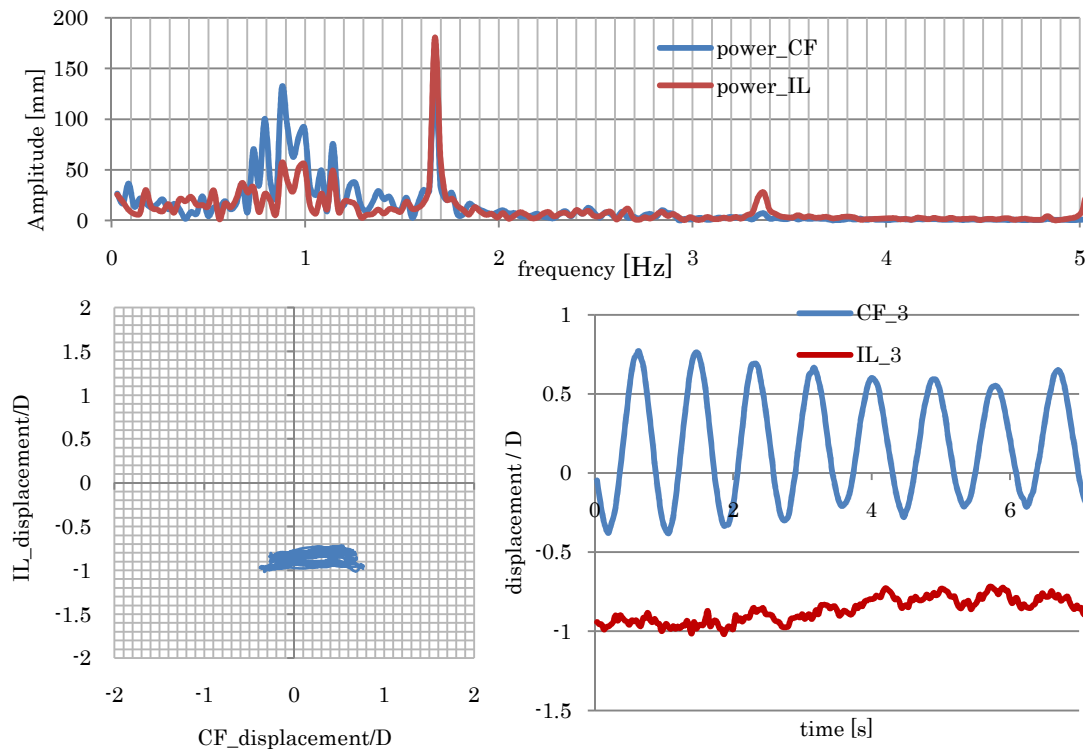 200
150
100
50
0
Amplitude [mm]
power_CF
power_IL
0 1 2 3 4 5
frequency [Hz]
2
1.5
1
0.5
0
-0.5
-1
-1.5
-2
IL_displacement/D
-2 -1 0 1 2
CF_displacement/D
1
0.5
0
-0.5
-1
-1.5
displacement / D
CF_3
IL_3
0 2 4 6
time [s]